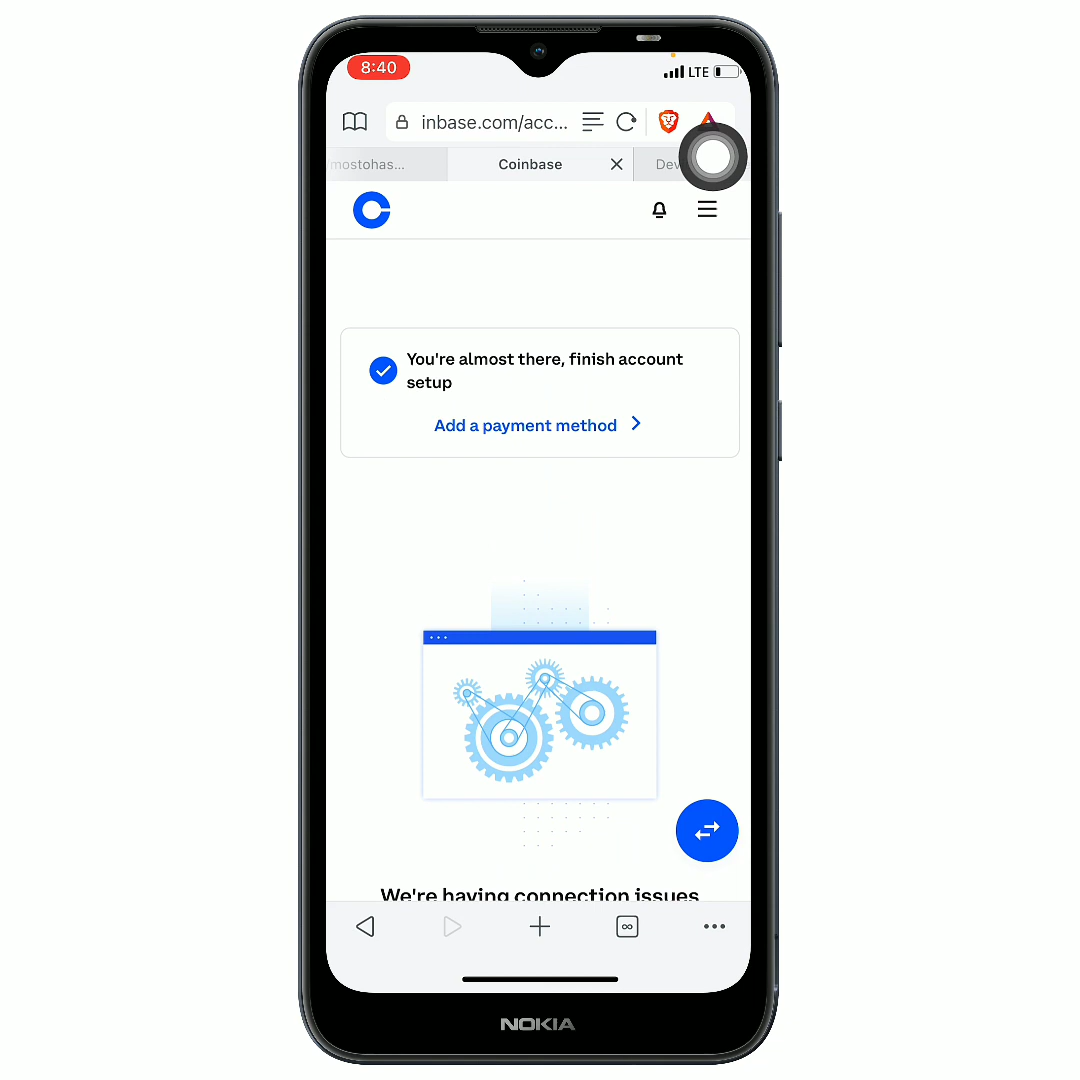 8:40
LTE
inbase.com/acc...
mostohas...
Coinbase
Dev
You're almost there, finish account
setup
Add a payment method
We're having connection issues
NOKIA